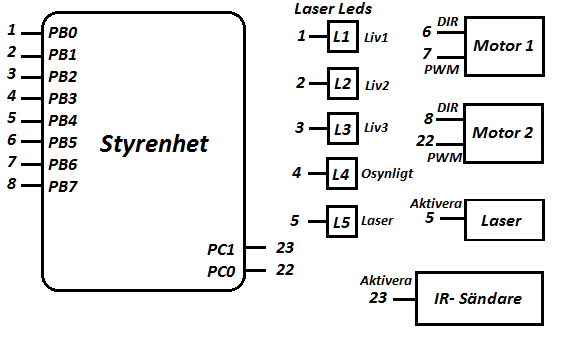 1 PB0
2 PB1
3 PB2
4 PB3
5 PB4
6 PB5
7 PB6
8 PB7
Styrenhet
PC1 23
PC0 22
Laser Leds
1 L1 Liv1
2 L2 Liv2
3 L3 Liv3
4 L4 Osynligt
5 L5 Laser
6 DIR
7 PWM
Motor 1
8 DIR
22 PWM
Motor 2
Aktivera
5 Laser
Aktivera
23 IR- Sändare